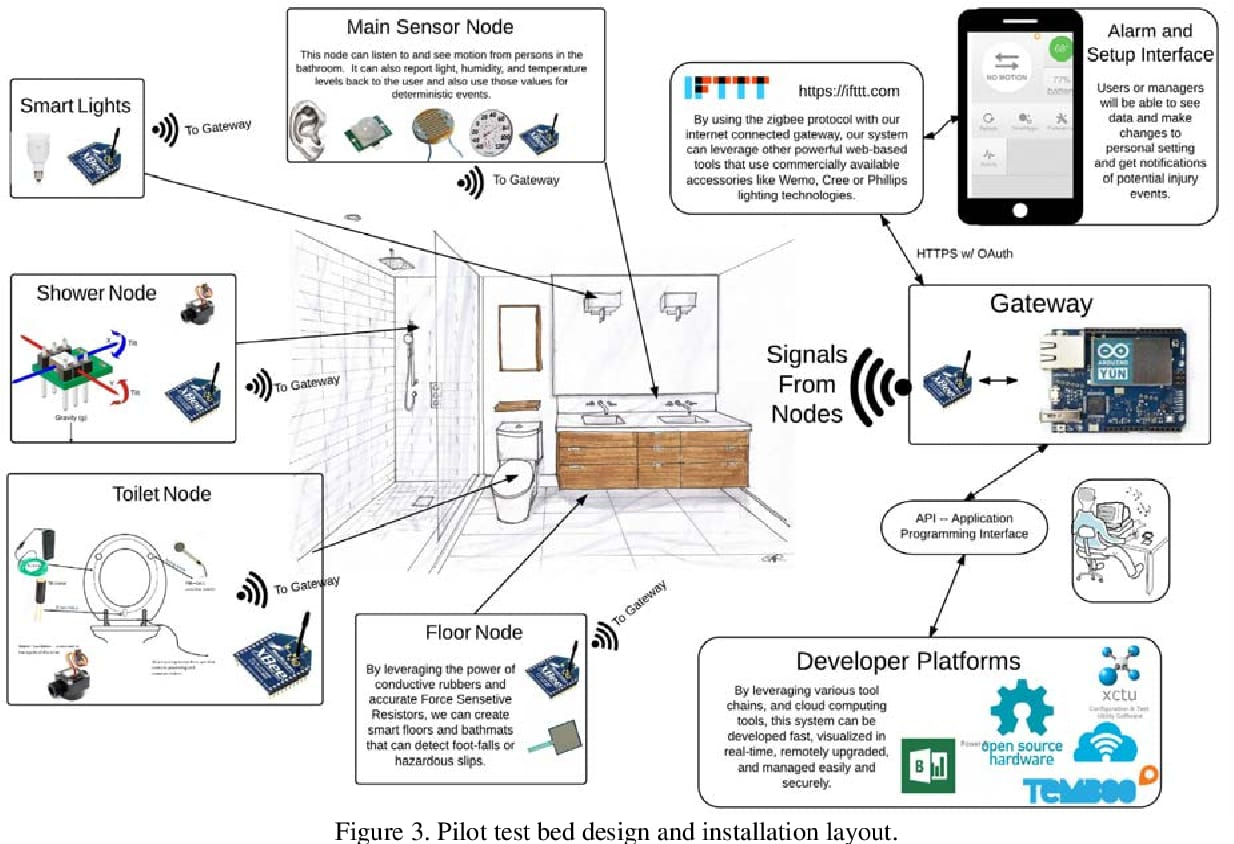 Main Sensor Node
This node can listen to and see motion from persons in the
bathroom. It can also report light, humidity, and temperature
levels back to the user and also use those values for
deterministic events.
To Gateway
Smart Lights
To Gateway
IFTTT https://ifttt.com
By using the zigbee protocol with our
internet connected gateway, our system
can leverage other powerful web-based
tools that use commercially available
accessories like Wemo, Cree or Phillips
lighting technologies.
NO MOTION
77%
Alarm and
Setup Interface
Users or managers
will be able to see
data and make
changes to
personal setting
and get notifications
of potential injury
events.
HTTPS w/ OAuth
Shower Node
X
Tilt
Y
Tilt
Gravity (g)
To Gateway
Signals
From
Nodes
Gateway
ARDUINO
YUN
Toilet Node
XBee
To Gateway
Floor Node
By leveraging the power of
conductive rubbers and
accurate Force Sensetive
Resistors, we can create
smart floors and bathmats
that can detect foot-falls or
hazardous slips.
To Gateway
API -- Application
Programming Interface
Developer Platforms
By leveraging various tool
chains, and cloud computing
tools, this system can be
developed fast, visualized in
real-time, remotely upgraded,
and managed easily and
securely.
xctu
Configuration & Test
Utility Software
open source
hardware
B
TEMBOO
Figure 3. Pilot test bed design and installation layout.